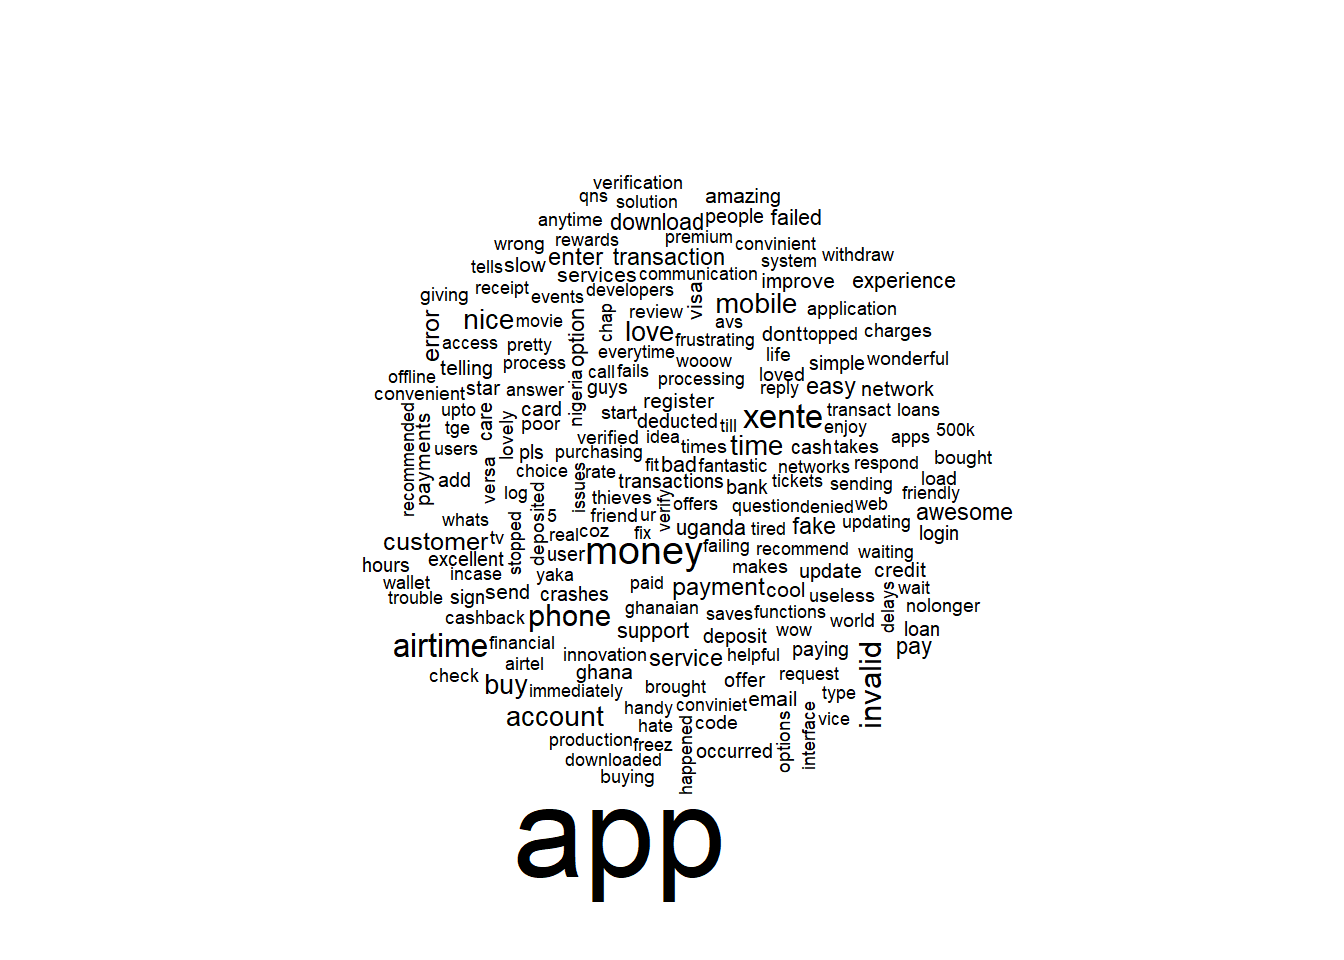 verification
qns solution amazing
anytime download people failed
wrong rewards premium convinient
tells slow enter transaction system withdraw
services communication improve experience
giving receipt events developers visa
nice movie chap review mobile application
error option love avs
access pretty frustrating dont topped charges
everytime life
telling process call fails wooow simple wonderful
offline nigeria guys processing loved
convenient star answer reply easy network
recommended payments upto care lovely card register
start deducted till xente transact loans
tge poor enjoy
users verified idea times time cash takes apps 500k
add versa pls purchasing
choice issues rate fit bad fantastic networks respond bought
log transactions bank tickets sending load
thieves verify offers question denied web friendly
whats stopped deposited 5 friend ur uganda tired fake updating awesome
customer tv real coz fix login
hours excellent user money failing recommend waiting
wallet incase yaka makes update credit
trouble sign send crashes paid payment cool useless delays wait
cashback phone ghanaian saves functions world nolonger
support deposit wow loan
airtime financial innovation service helpful paying invalid pay
airtel ghana request
check buy immediately brought offer type
account handy conviniet email
hate happened code options interface vice
production freez occurred
downloaded
buying
app